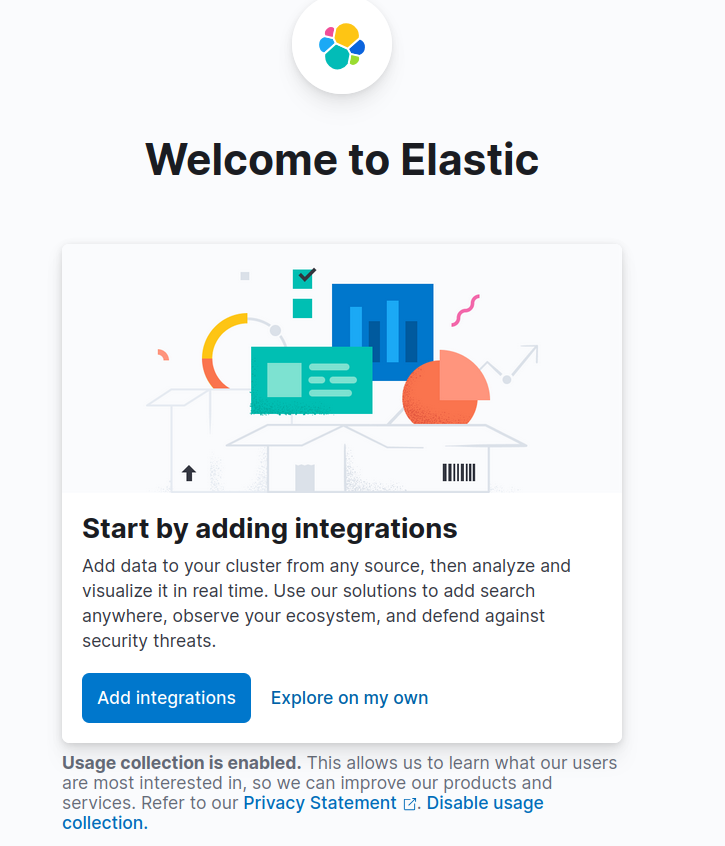 Welcome to Elastic
Start by adding integrations
Add data to your cluster from any source, then analyze and
visualize it in real time. Use our solutions to add search
anywhere, observe your ecosystem, and defend against
security threats.
Add integrations
Explore on my own
Usage collection is enabled. This allows us to learn what our users
are most interested in, so we can improve our products and
services. Refer to our Privacy Statement. Disable usage
collection.